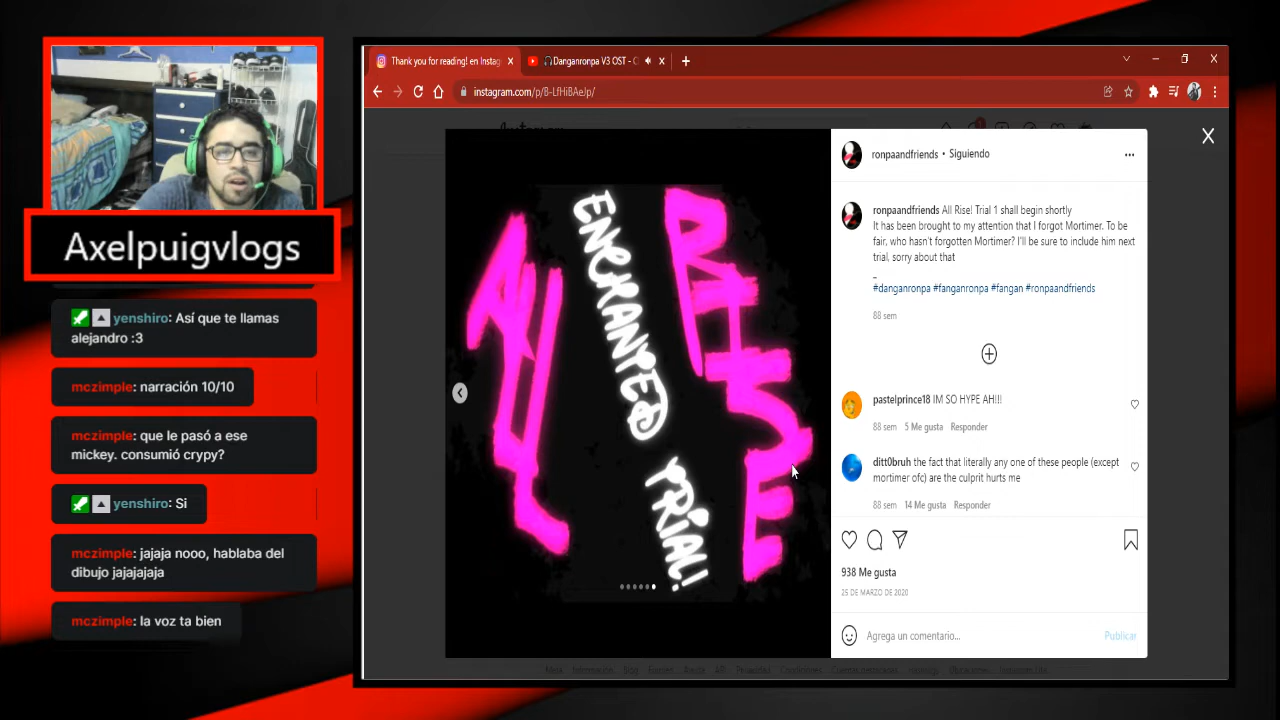 Axelpuigvlogs
yenshiro: Así que te llamas
alejandro :3
mczimple: narración 10/10
mczimple: que le pasó a ese
mickey. consumió crypy?
yenshiro: Si
mczimple: jajaja nooo, hablaba del
dibujo jajajajaja
mczimple: la voz ta bien
Thank you for reading! en Instag
Danganronpa V3 OST - C
instagram.com/p/B-LfHiBAeJp/
ALL
ENCHANTED TRIAL!
RISE
ronpaandfriends • Siguiendo
ronpaandfriends All Rise! Trial 1 shall begin shortly
It has been brought to my attention that I forgot Mortimer. To be
fair, who hasn't forgotten Mortimer? I'll be sure to include him next
trial, sorry about that
_
#danganronpa #fanganronpa #fangan #ronpaandfriends
88 sem
pastelprince18 IM SO HYPE AH!!!
88 sem 5 Me gusta Responder
ditt0bruh the fact that literally any one of these people (except
mortimer ofc) are the culprit hurts me
88 sem 14 Me gusta Responder
938 Me gusta
25 DE MARZO DE 2020
Agrega un comentario...
Publicar